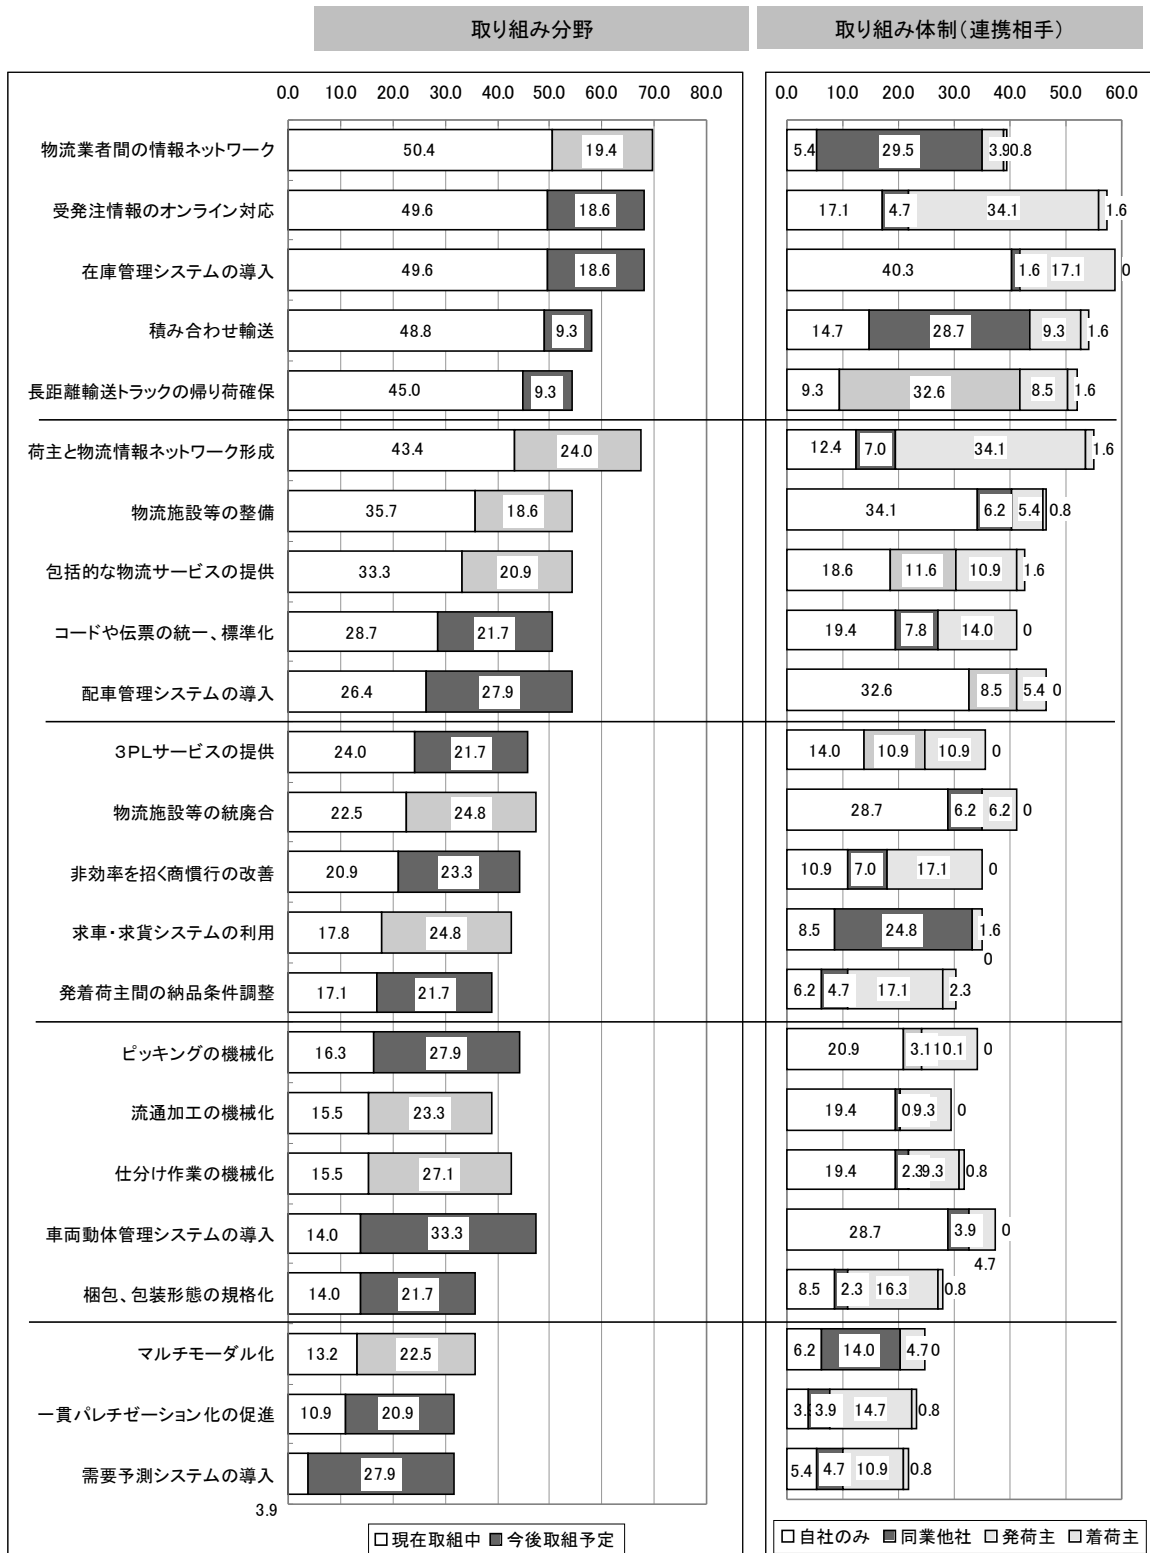 取り組み分野 取り組み体制(連携相手)
0.0 10.0 20.0 30.0 40.0 50.0 60.0 70.0 80.0 0.0 10.0 20.0 30.0 40.0 50.0 60.0
物流業者間の情報ネットワーク 50.4 19.4 5.4 29.5 3.9 0.8
受発注情報のオンライン対応 49.6 18.6 17.1 4.7 34.1 1.6
在庫管理システムの導入 49.6 18.6 40.3 1.6 17.1 0
積み合わせ輸送 48.8 9.3 14.7 28.7 9.3 1.6
長距離輸送トラックの帰り荷確保 45.0 9.3 9.3 32.6 8.5 1.6
荷主と物流情報ネットワーク形成 43.4 24.0 12.4 7.0 34.1 1.6
物流施設等の整備 35.7 18.6 34.1 6.2 5.4 0.8
包括的な物流サービスの提供 33.3 20.9 18.6 11.6 10.9 1.6
コードや伝票の統一、標準化 28.7 21.7 19.4 7.8 14.0 0
配車管理システムの導入 26.4 27.9 32.6 8.5 5.4 0
3PLサービスの提供 24.0 21.7 14.0 10.9 10.9 0
物流施設等の統廃合 22.5 24.8 28.7 6.2 6.2 0
非効率を招く商慣行の改善 20.9 23.3 10.9 7.0 17.1 0
求車・求貨システムの利用 17.8 24.8 8.5 24.8 1.6
0
発着荷主間の納品条件調整 17.1 21.7 6.2 4.7 17.1 2.3
ピッキングの機械化 16.3 27.9 20.9 3.1 10.1 0
流通加工の機械化 15.5 23.3 19.4 0 9.3 0
仕分け作業の機械化 15.5 27.1 19.4 2.3 9.3 0.8
車両動体管理システムの導入 14.0 33.3 28.7 3.9 0
4.7
梱包、包装形態の規格化 14.0 21.7 8.5 2.3 16.3 0.8
マルチモーダル化 13.2 22.5 6.2 14.0 4.7 0
一貫パレチゼーション化の促進 10.9 20.9 3. 3.9 14.7 0.8
需要予測システムの導入 27.9 5.4 4.7 10.9 0.8
3.9
現在取組中 今後取組予定 自社のみ 同業他社 発荷主 着荷主